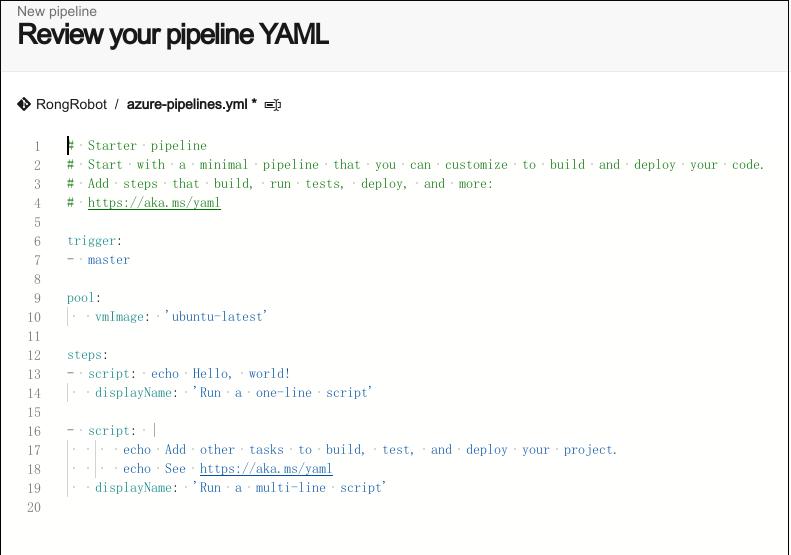 New pipeline
Review your pipeline YAML
RongRobot / azure-pipelines.yml *
1 # Starter pipeline
2 # Start with a minimal pipeline that you can customize to build and deploy your code.
3 # Add steps that build, run tests, deploy, and more:
4 # https://aka.ms/yaml
5
6 trigger:
7 - master
8
9 pool:
10   vmImage: 'ubuntu-latest'
11
12 steps:
13 - script: echo Hello, world!
14   displayName: 'Run a one-line script'
15
16 - script: |
17     echo Add other tasks to build, test, and deploy your project.
18     echo See https://aka.ms/yaml
19   displayName: 'Run a multi-line script'
20